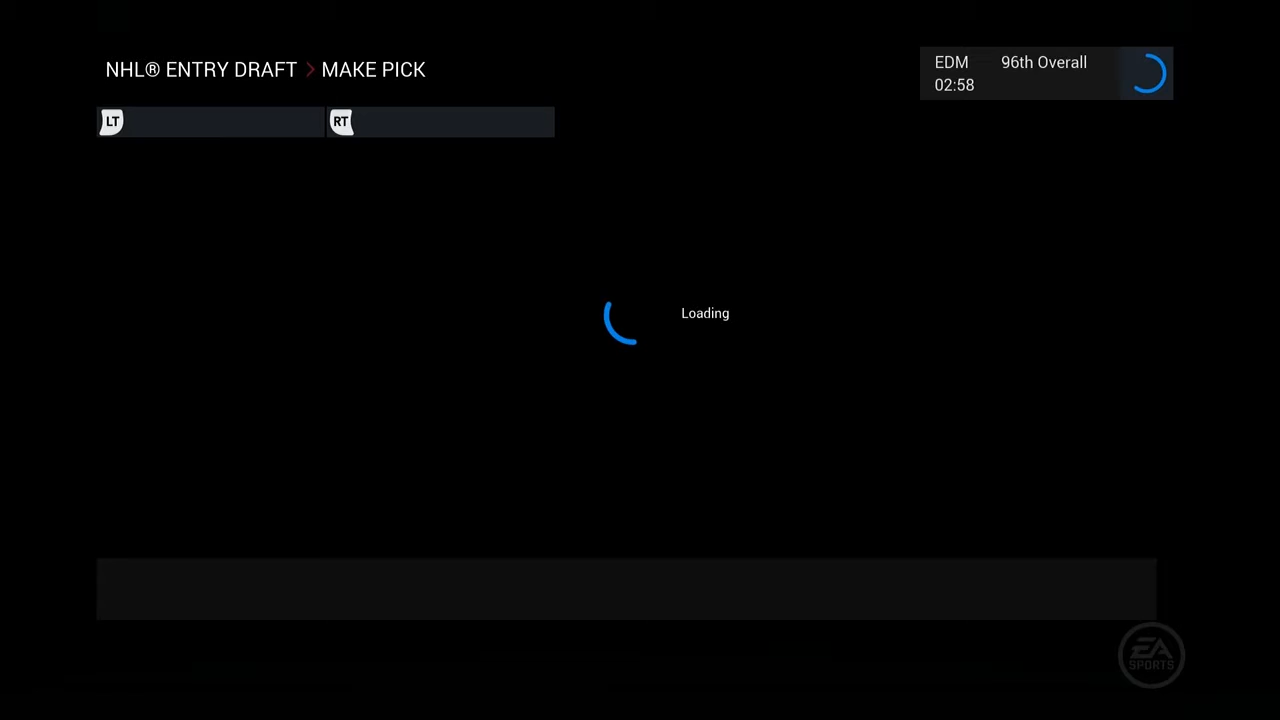 NHL® ENTRY DRAFT > MAKE PICK
EDM 96th Overall
02:58
LT RT
Loading
EA
SPORTS